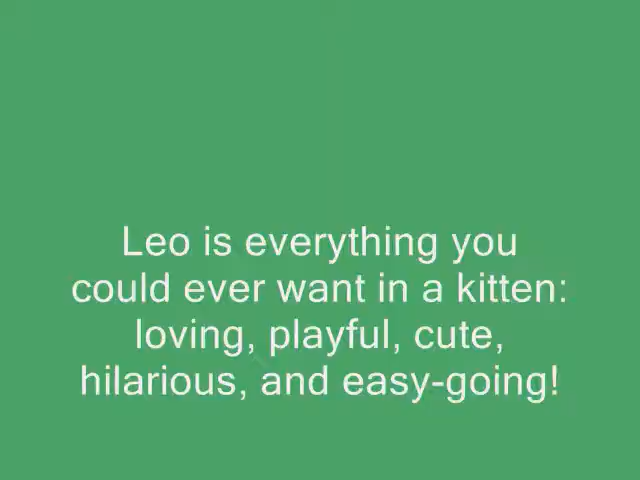 Leo is everything you
could ever want in a kitten:
loving, playful, cute,
hilarious, and easy-going!